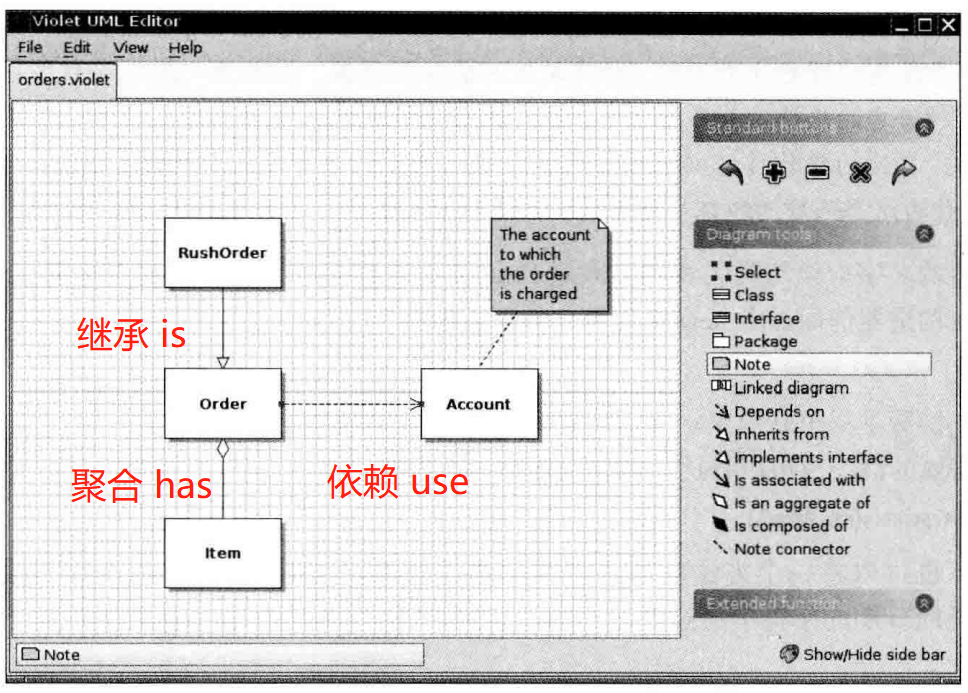 Violet UML Editor
File Edit View Help
orders.violet
Standard buttons
RushOrder
The account
to which
the order
is charged
Diagram tools
Select
Class
Interface
Package
Note
Linked diagram
Depends on
Inherits from
Implements interface
Is associated with
Is an aggregate of
Is composed of
Note connector
继承 is
Order
Account
聚合 has
依赖 use
Item
Extended functions
Note
Show/Hide side bar